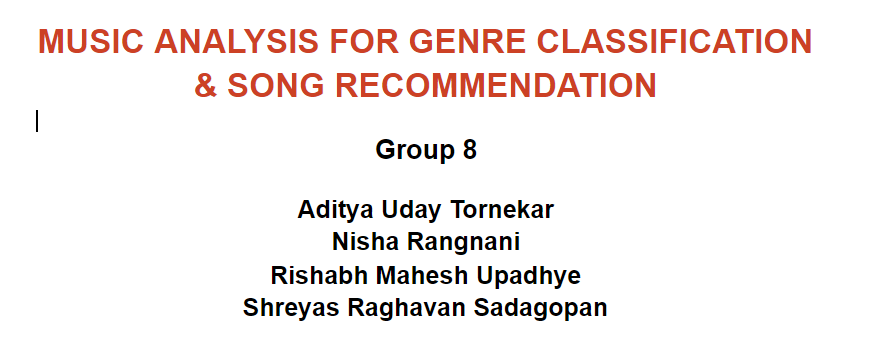 MUSIC ANALYSIS FOR GENRE CLASSIFICATION
& SONG RECOMMENDATION
Group 8
Aditya Uday Tornekar
Nisha Rangnani
Rishabh Mahesh Upadhye
Shreyas Raghavan Sadagopan